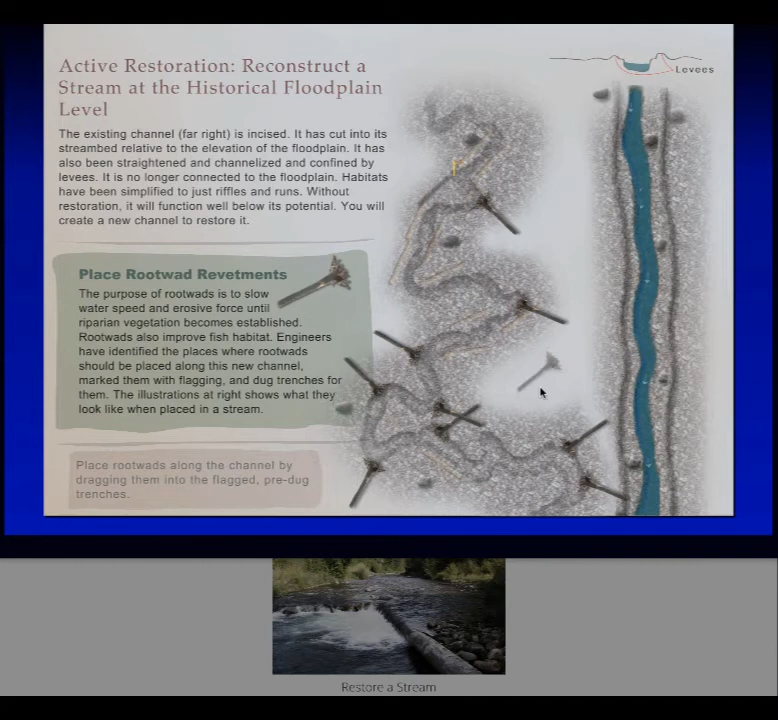 Active Restoration: Reconstruct a
Stream at the Historical Floodplain
Level
Levees
The existing channel (far right) is incised. It has cut into its
streambed relative to the elevation of the floodplain. It has
also been straightened and channelized and confined by
levees. It is no longer connected to the floodplain. Habitats
have been simplified to just riffles and runs. Without
restoration, it will function well below its potential. You will
create a new channel to restore it.
Place Rootwad Revetments
The purpose of rootwads is to slow
water speed and erosive force until
riparian vegetation becomes established.
Rootwads also improve fish habitat. Engineers
have identified the places where rootwads
should be placed along this new channel,
marked them with flagging, and dug trenches for
them. The illustrations at right shows what they
look like when placed in a stream.
Place rootwads along the channel by
dragging them into the flagged, pre-dug
trenches.
Restore a Stream